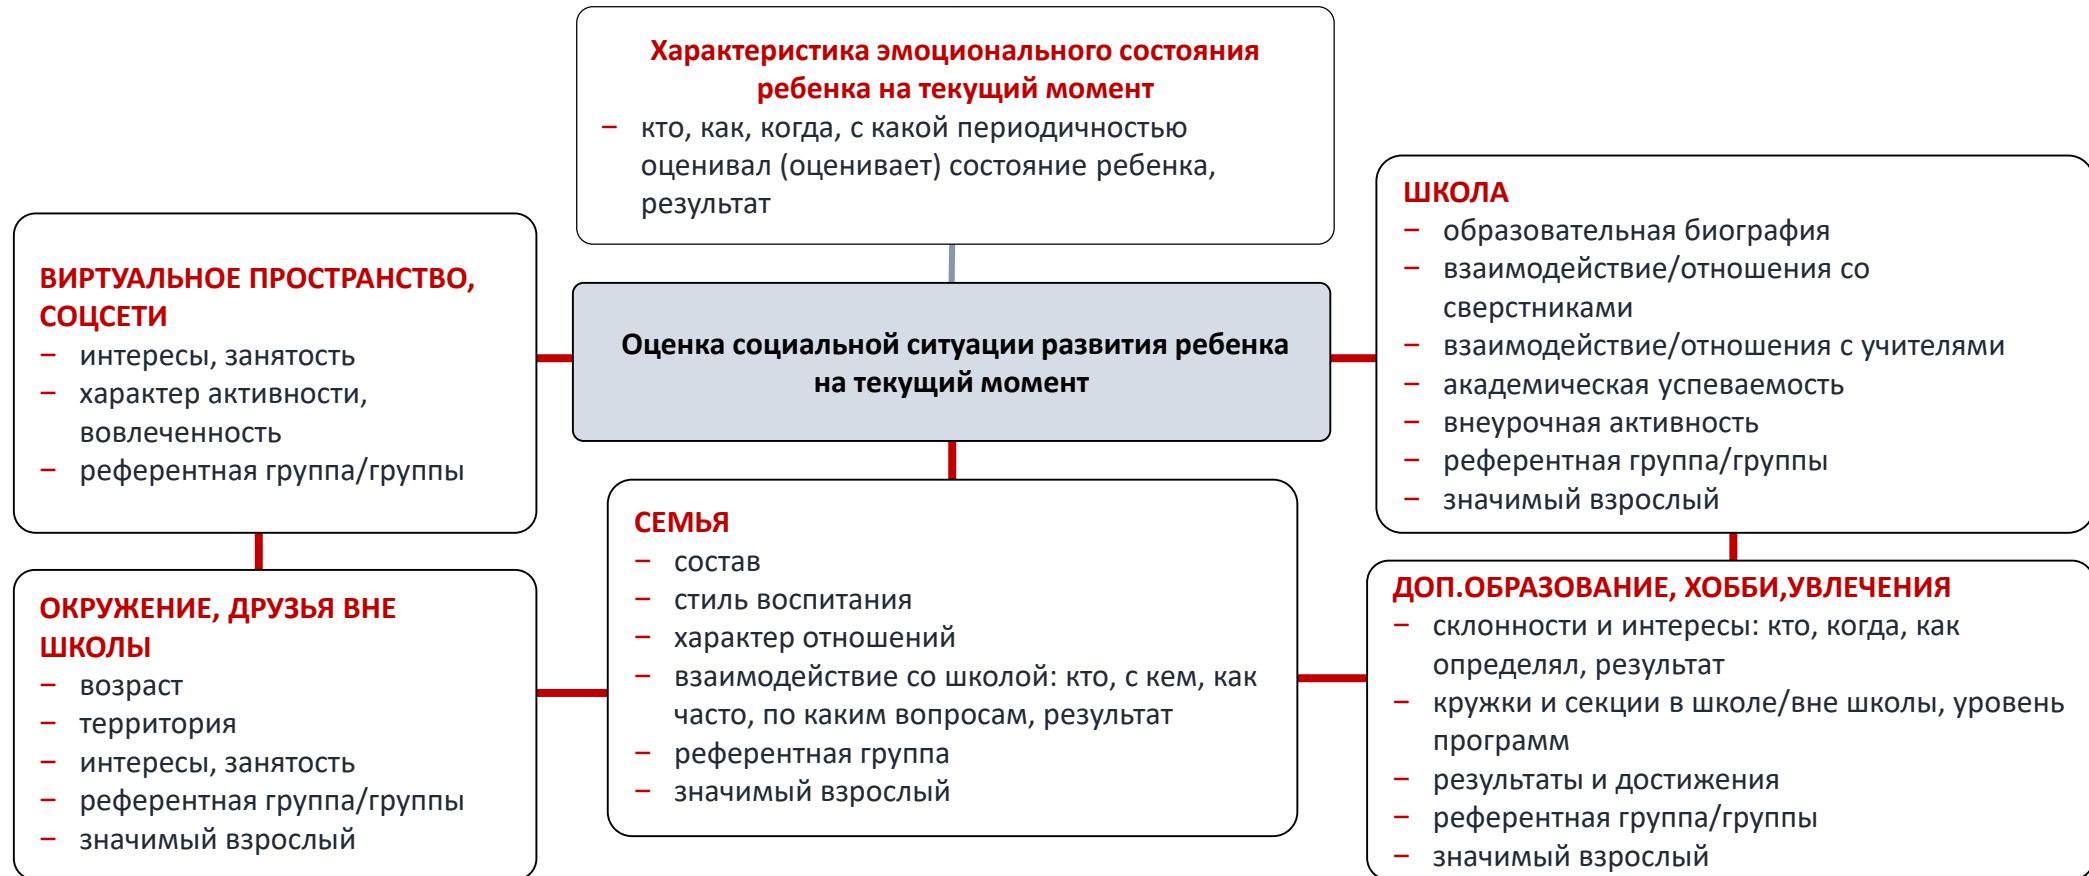 Характеристика эмоционального состояния
ребенка на текущий момент
− кто, как, когда, с какой периодичностью
оценивал (оценивает) состояние ребенка,
результат
ВИРТУАЛЬНОЕ ПРОСТРАНСТВО,
СОЦСЕТИ
− интересы, занятость
− характер активности,
вовлеченность
− референтная группа/группы
Оценка социальной ситуации развития ребенка
на текущий момент
ШКОЛА
− образовательная биография
− взаимодействие/отношения со
сверстниками
− взаимодействие/отношения с учителями
− академическая успеваемость
− внеурочная активность
− референтная группа/группы
− значимый взрослый
ОКРУЖЕНИЕ, ДРУЗЬЯ ВНЕ
ШКОЛЫ
− возраст
− территория
− интересы, занятость
− референтная группа/группы
− значимый взрослый
СЕМЬЯ
− состав
− стиль воспитания
− характер отношений
− взаимодействие со школой: кто, с кем, как
часто, по каким вопросам, результат
− референтная группа
− значимый взрослый
ДОП.ОБРАЗОВАНИЕ, ХОББИ,УВЛЕЧЕНИЯ
− склонности и интересы: кто, когда, как
определял, результат
− кружки и секции в школе/вне школы, уровень
программ
− результаты и достижения
− референтная группа/группы
− значимый взрослый